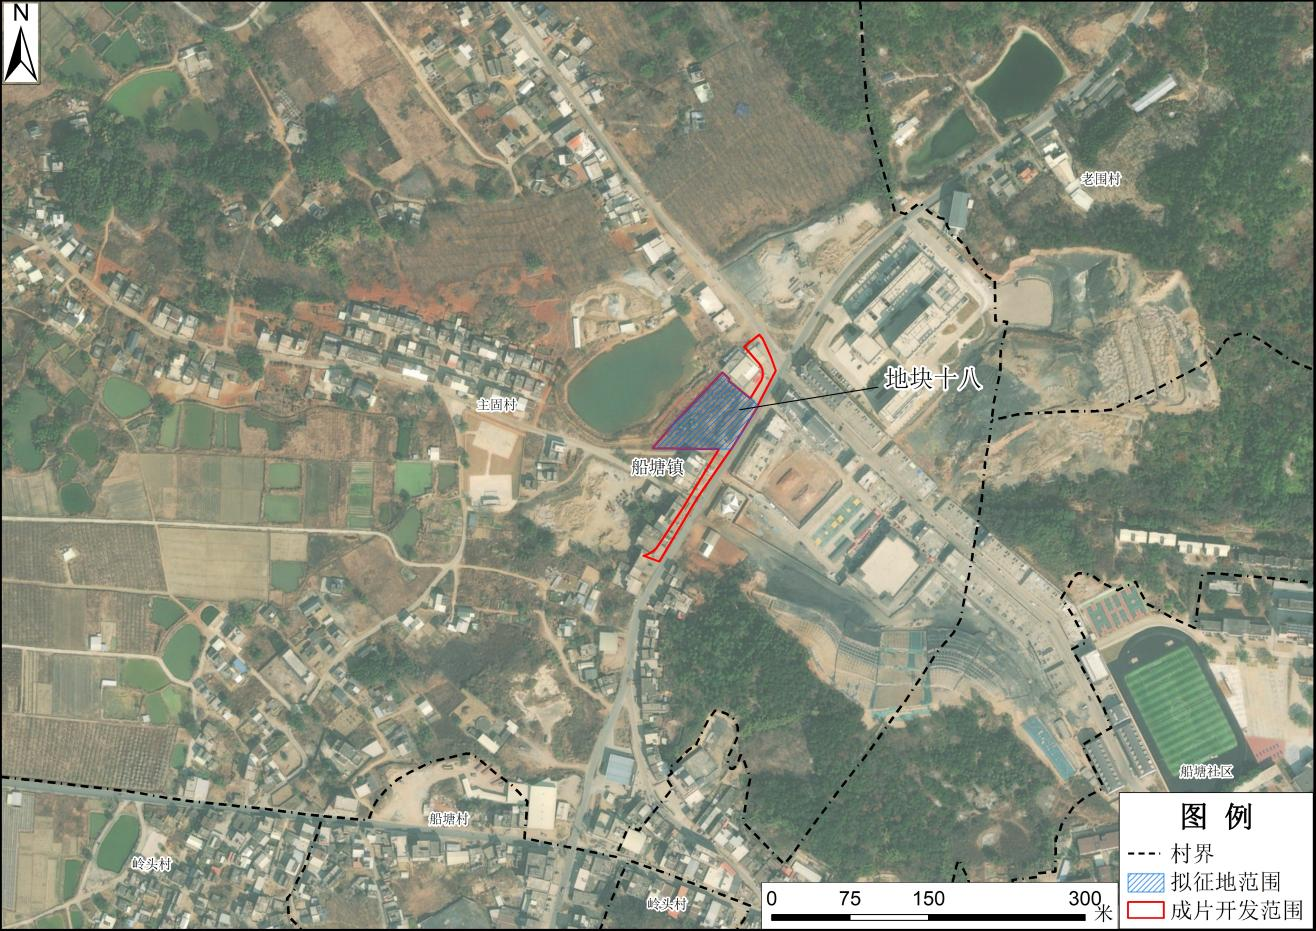 N
老围村
地块十八
主固村
船塘镇
船塘社区
船塘村
岭头村
岭头村
图 例
村界
拟征地范围
成片开发范围
0 75 150 300
米